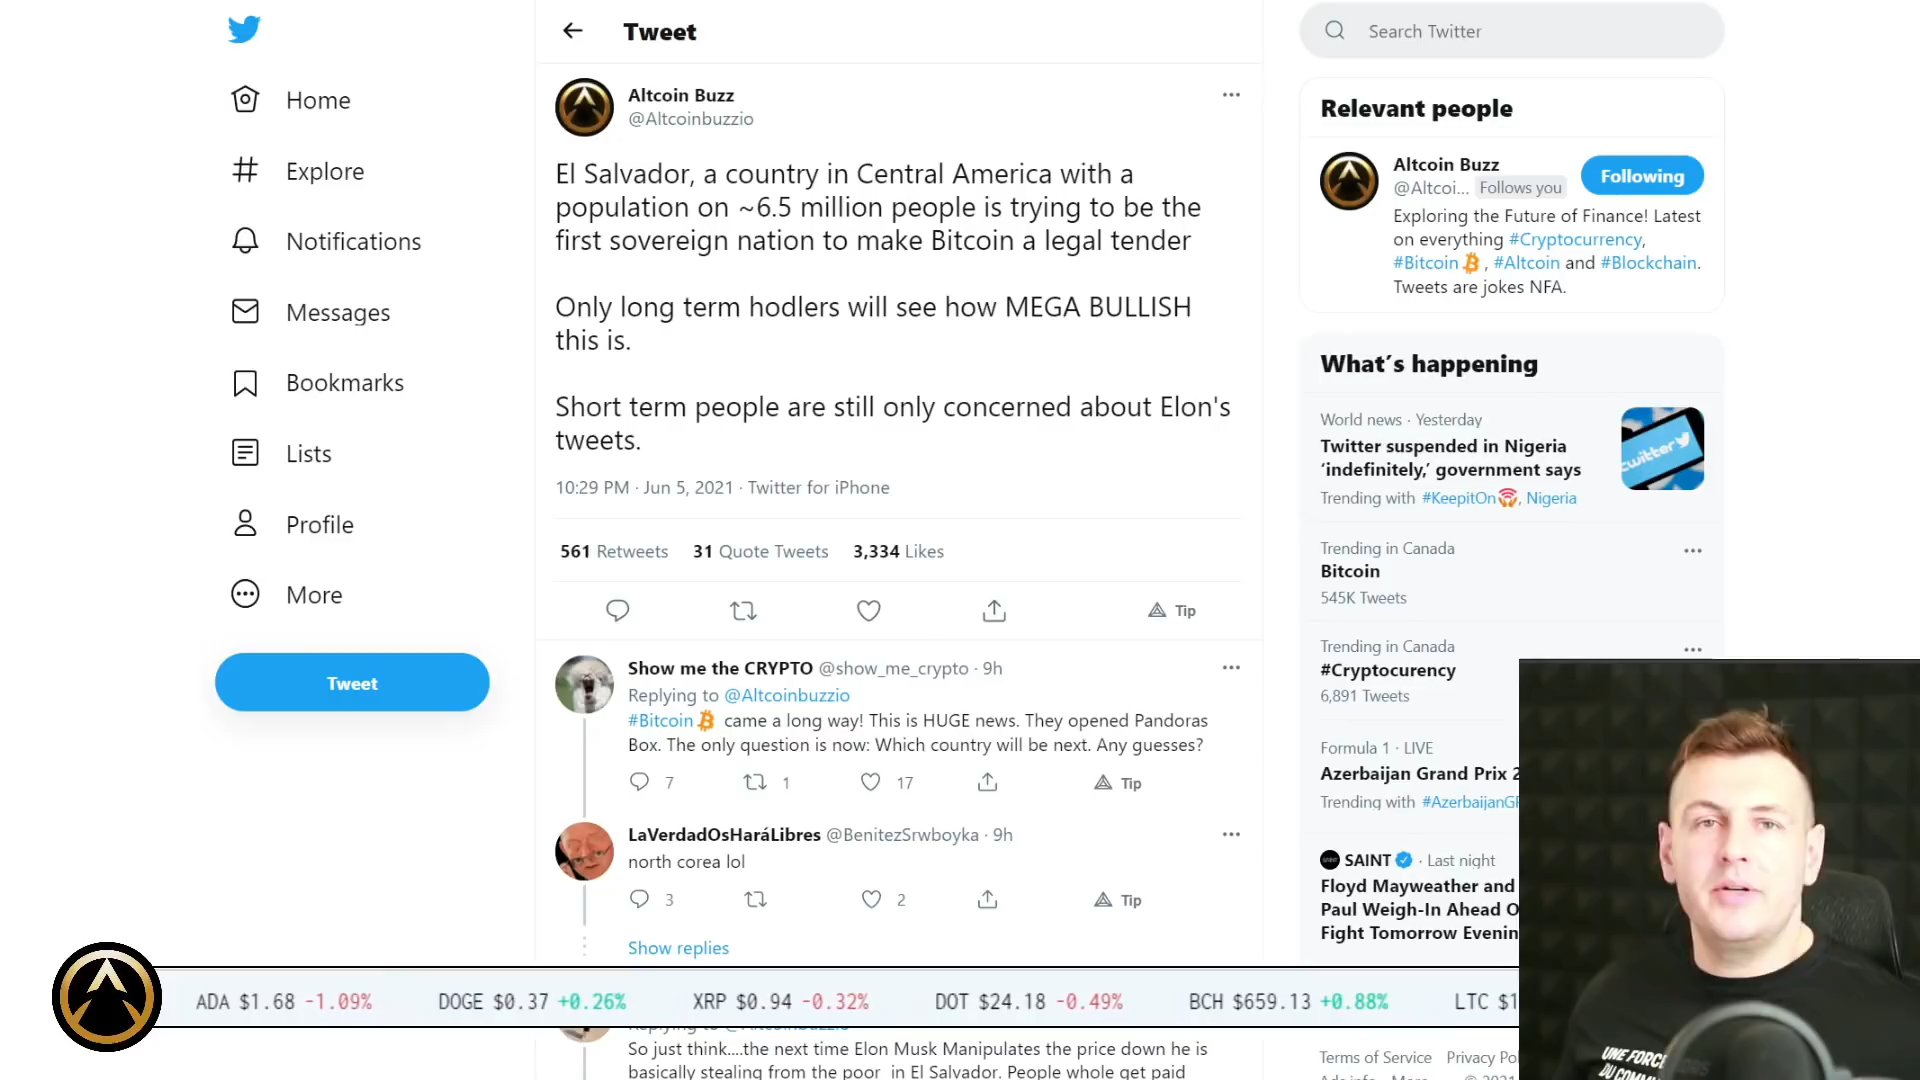 Home
Explore
Notifications
Messages
Bookmarks
Lists
Profile
More
Tweet
Tweet
Altcoin Buzz
@Altcoinbuzzio
El Salvador, a country in Central America with a
population on ~6.5 million people is trying to be the
first sovereign nation to make Bitcoin a legal tender
Only long term hodlers will see how MEGA BULLISH
this is.
Short term people are still only concerned about Elon's
tweets.
10:29 PM · Jun 5, 2021 · Twitter for iPhone
561 Retweets 31 Quote Tweets 3,334 Likes
Tip
Show me the CRYPTO @show_me_crypto · 9h
Replying to @Altcoinbuzzio
#Bitcoin came a long way! This is HUGE news. They opened Pandoras
Box. The only question is now: Which country will be next. Any guesses?
7 1 17 Tip
LaVerdadOsHaráLibres @BenitezSrwboyka · 9h
north corea lol
3 2 Tip
Show replies
So just think....the next time Elon Musk Manipulates the price down he is
basically stealing from the poor in El Salvador. People whole get paid
Search Twitter
Relevant people
Altcoin Buzz
@Altcoi... Follows you
Following
Exploring the Future of Finance! Latest
on everything #Cryptocurrency,
#Bitcoin, #Altcoin and #Blockchain.
Tweets are jokes NFA.
What's happening
World news · Yesterday
Twitter suspended in Nigeria
‘indefinitely,’ government says
Trending with #KeepitOn, Nigeria
twitter
Trending in Canada
Bitcoin
545K Tweets
Trending in Canada
#Cryptocurency
6,891 Tweets
Formula 1 · LIVE
Azerbaijan Grand Prix 2
Trending with #AzerbaijanGP
SAINT · Last night
Floyd Mayweather and
Paul Weigh-In Ahead O
Fight Tomorrow Evenin
Terms of Service Privacy Pol
ADA $1.68 -1.09% DOGE $0.37 +0.26% XRP $0.94 -0.32% DOT $24.18 -0.49% BCH $659.13 +0.88% LTC $1
UNE FORCE